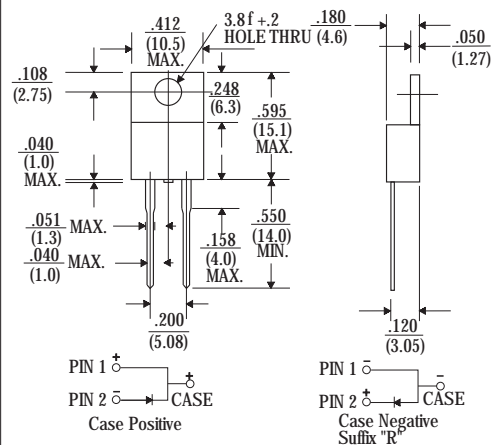 .412
(10.5)
MAX.
3.8 f +.2
HOLE THRU
.180
(4.6)
.050
(1.27)
.108
(2.75)
.248
(6.3)
.595
(15.1)
MAX.
.040
(1.0)
MAX.
.051
(1.3)
MAX.
.040
(1.0)
MAX.
.158
(4.0)
MAX.
.550
(14.0)
MIN.
.200
(5.08)
.120
(3.05)
PIN 1 +
PIN 2 -
+
CASE
Case Positive
PIN 1 -
PIN 2 +
-
CASE
Case Negative
Suffix "R"